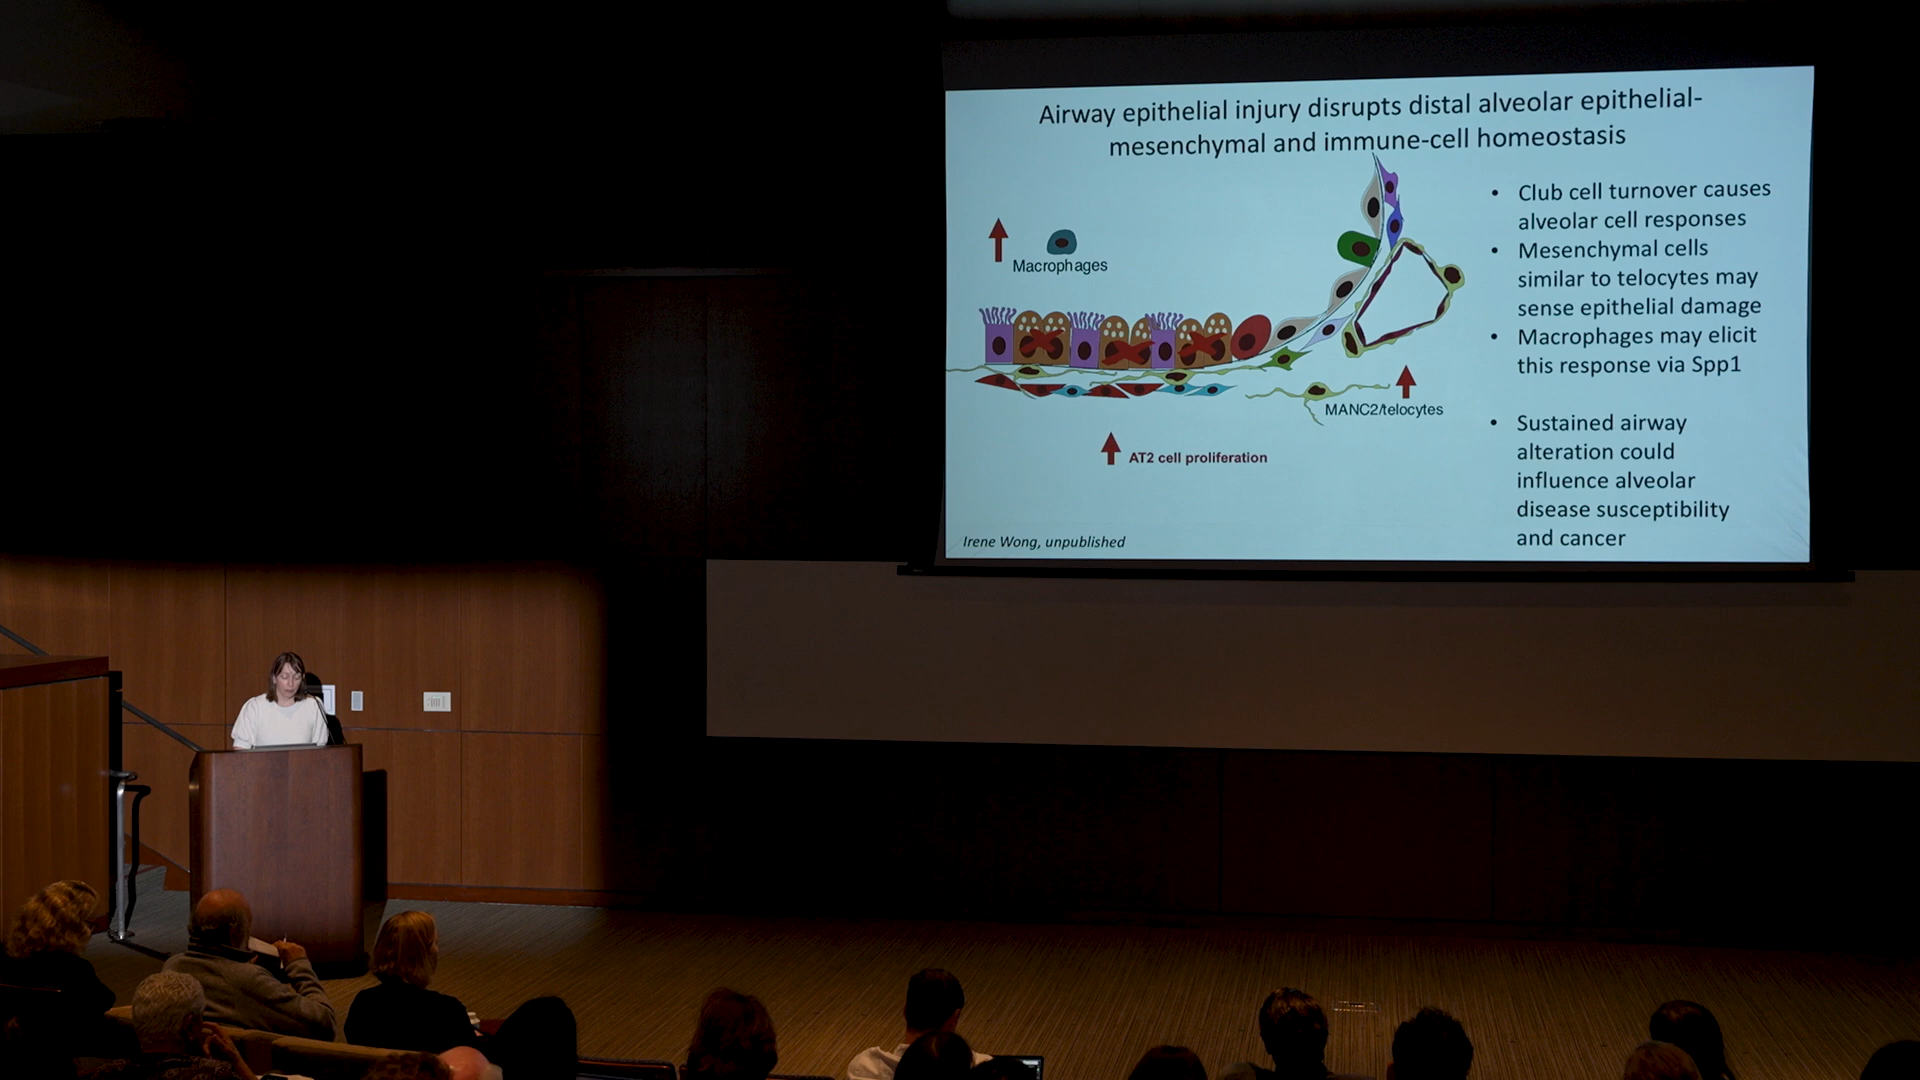 Airway epithelial injury disrupts distal alveolar epithelial-
mesenchymal and immune-cell homeostasis
Macrophages
MANC2/telocytes
AT2 cell proliferation
Irene Wong, unpublished
• Club cell turnover causes
alveolar cell responses
• Mesenchymal cells
similar to telocytes may
sense epithelial damage
• Macrophages may elicit
this response via Spp1
• Sustained airway
alteration could
influence alveolar
disease susceptibility
and cancer